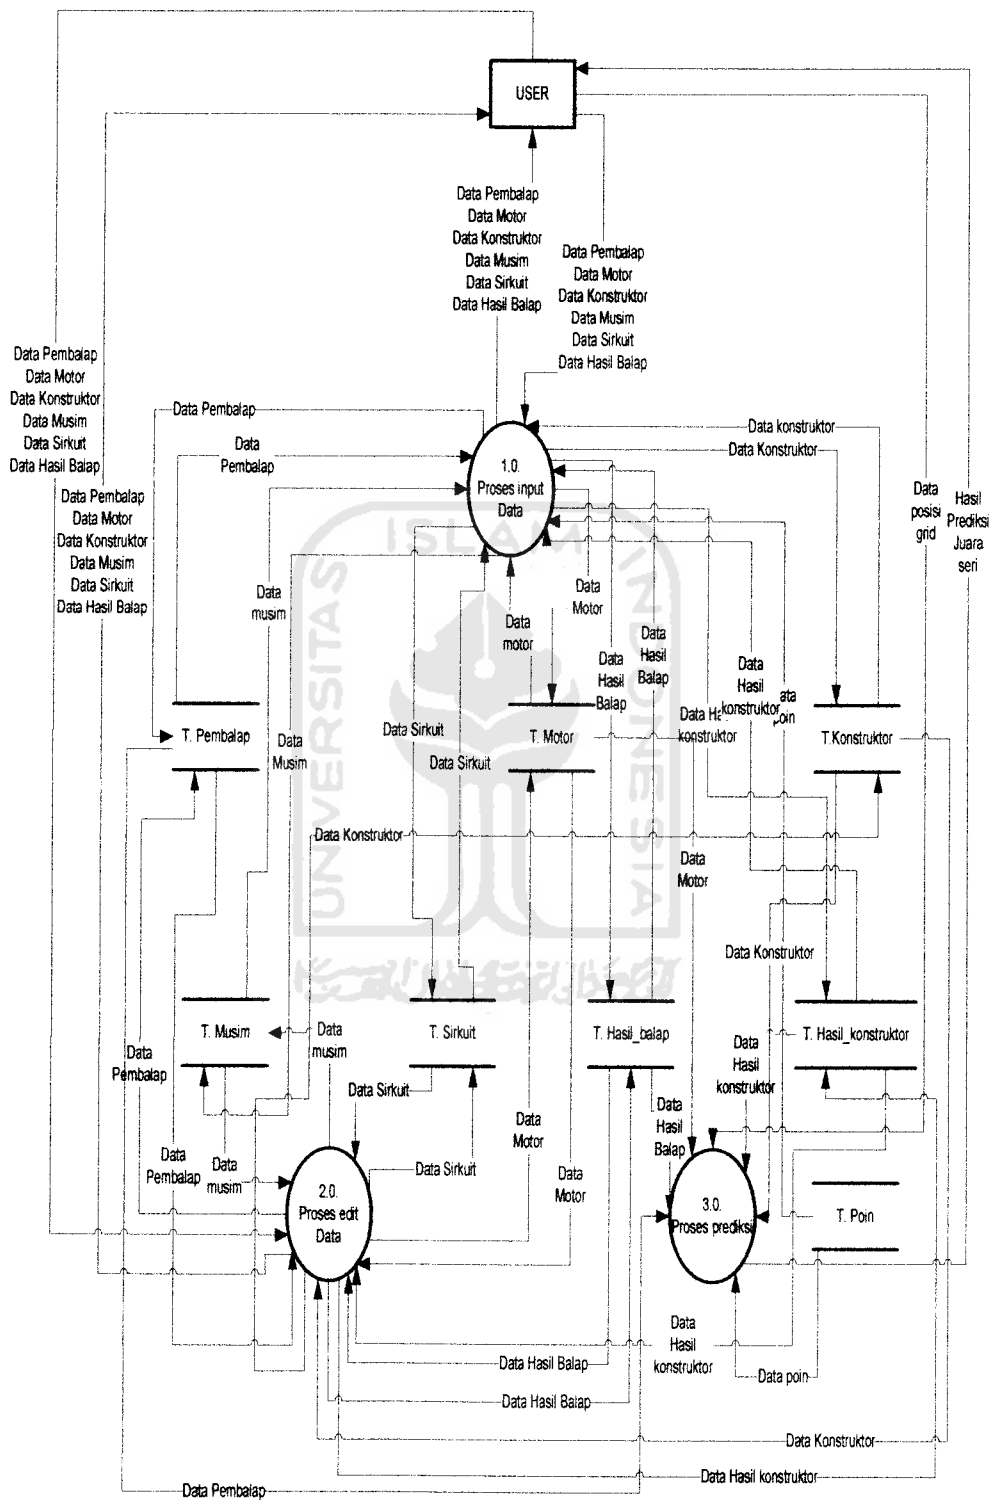 USER
Data Pembalap
Data Motor
Data Konstruktor
Data Musim
Data Sirkuit
Data Hasil Balap
Data Pembalap
Data Motor
Data Konstruktor
Data Musim
Data Sirkuit
Data Hasil Balap
Data Pembalap
Data Motor
Data Konstruktor
Data Musim
Data Sirkuit
Data Hasil Balap
Data Pembalap
Data Motor
Data Konstruktor
Data Musim
Data Sirkuit
Data Hasil Balap
Data Pembalap
Data
Pembalap
Data konstruktor
Data Konstruktor
1.0.
Proses input
Data
Data
posisi
grid
Hasil
Prediksi
Juara
seri
ISLAM
UNIVERSITAS
INDONESIA
Data
musim
Data
Motor
Data
motor
Data
Hasil
Balap
Data
Hasil
Balap
Data
Hasil
konstruktor
poin
konstruktor
T. Pembalap
Data
Musim
Data Sirkuit
Data Sirkuit
T. Motor
T.Konstruktor
Data Konstruktor
Data
Motor
Data Konstruktor
T. Musim
Data
musim
T. Sirkuit
T. Hasil_balap
T. Hasil_konstruktor
Data
Pembalap
Data Sirkuit
Data
Hasil
konstruktor
Data
Motor
Data
Hasil
Balap
Data
Pembalap
Data
musim
Data Sirkuit
Data
Motor
2.0.
Proses edit
Data
3.0.
Proses prediksi
T. Poin
Data
Hasil
konstruktor
Data Hasil Balap
Data poin
Data Hasil Balap
Data Konstruktor
Data Hasil konstruktor
Data Pembalap